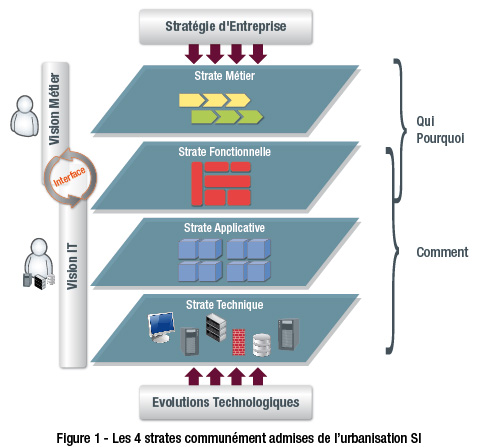 Stratégie d'Entreprise
Strate Métier
Vision Métier
Qui
Pourquoi
Strate Fonctionnelle
Interface
Strate Applicative
Comment
Vision IT
Strate Technique
Evolutions Technologiques
Figure 1 - Les 4 strates communément admises de l'urbanisation SI